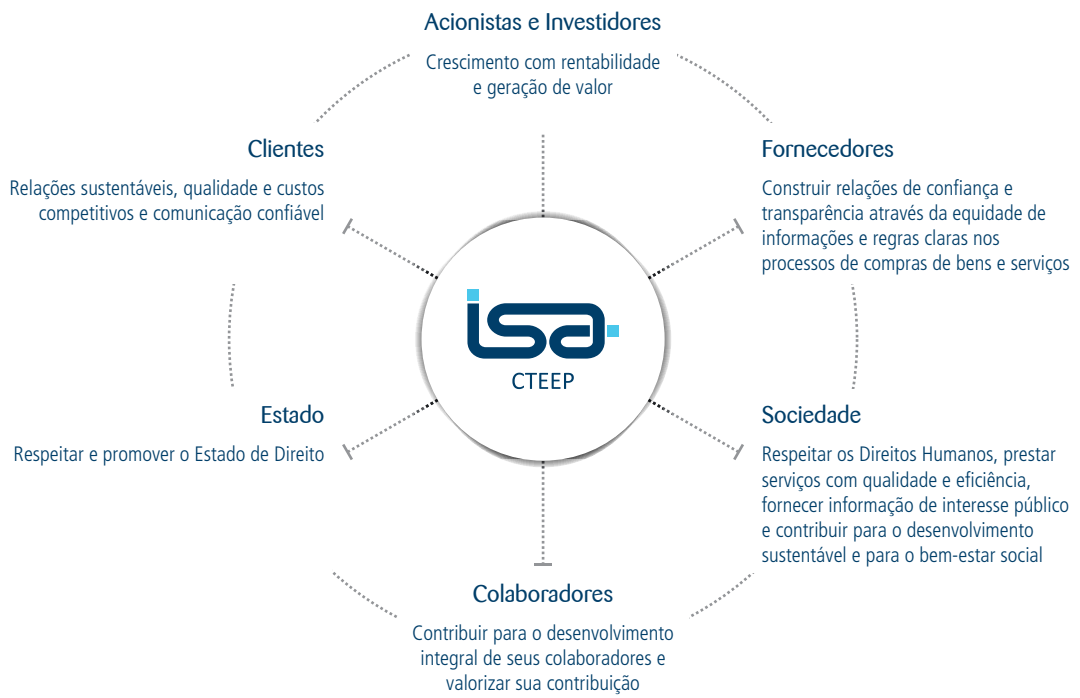 Acionistas e Investidores
Crescimento com rentabilidade
e geração de valor
Clientes
Relações sustentáveis, qualidade e custos
competitivos e comunicação confiável
Fornecedores
Construir relações de confiança e
transparência através da equidade de
informações e regras claras nos
processos de compras de bens e serviços
isa
CTEEP
Estado
Respeitar e promover o Estado de Direito
Sociedade
Respeitar os Direitos Humanos, prestar
serviços com qualidade e eficiência,
fornecer informação de interesse público
e contribuir para o desenvolvimento
sustentável e para o bem-estar social
Colaboradores
Contribuir para o desenvolvimento
integral de seus colaboradores e
valorizar sua contribuição